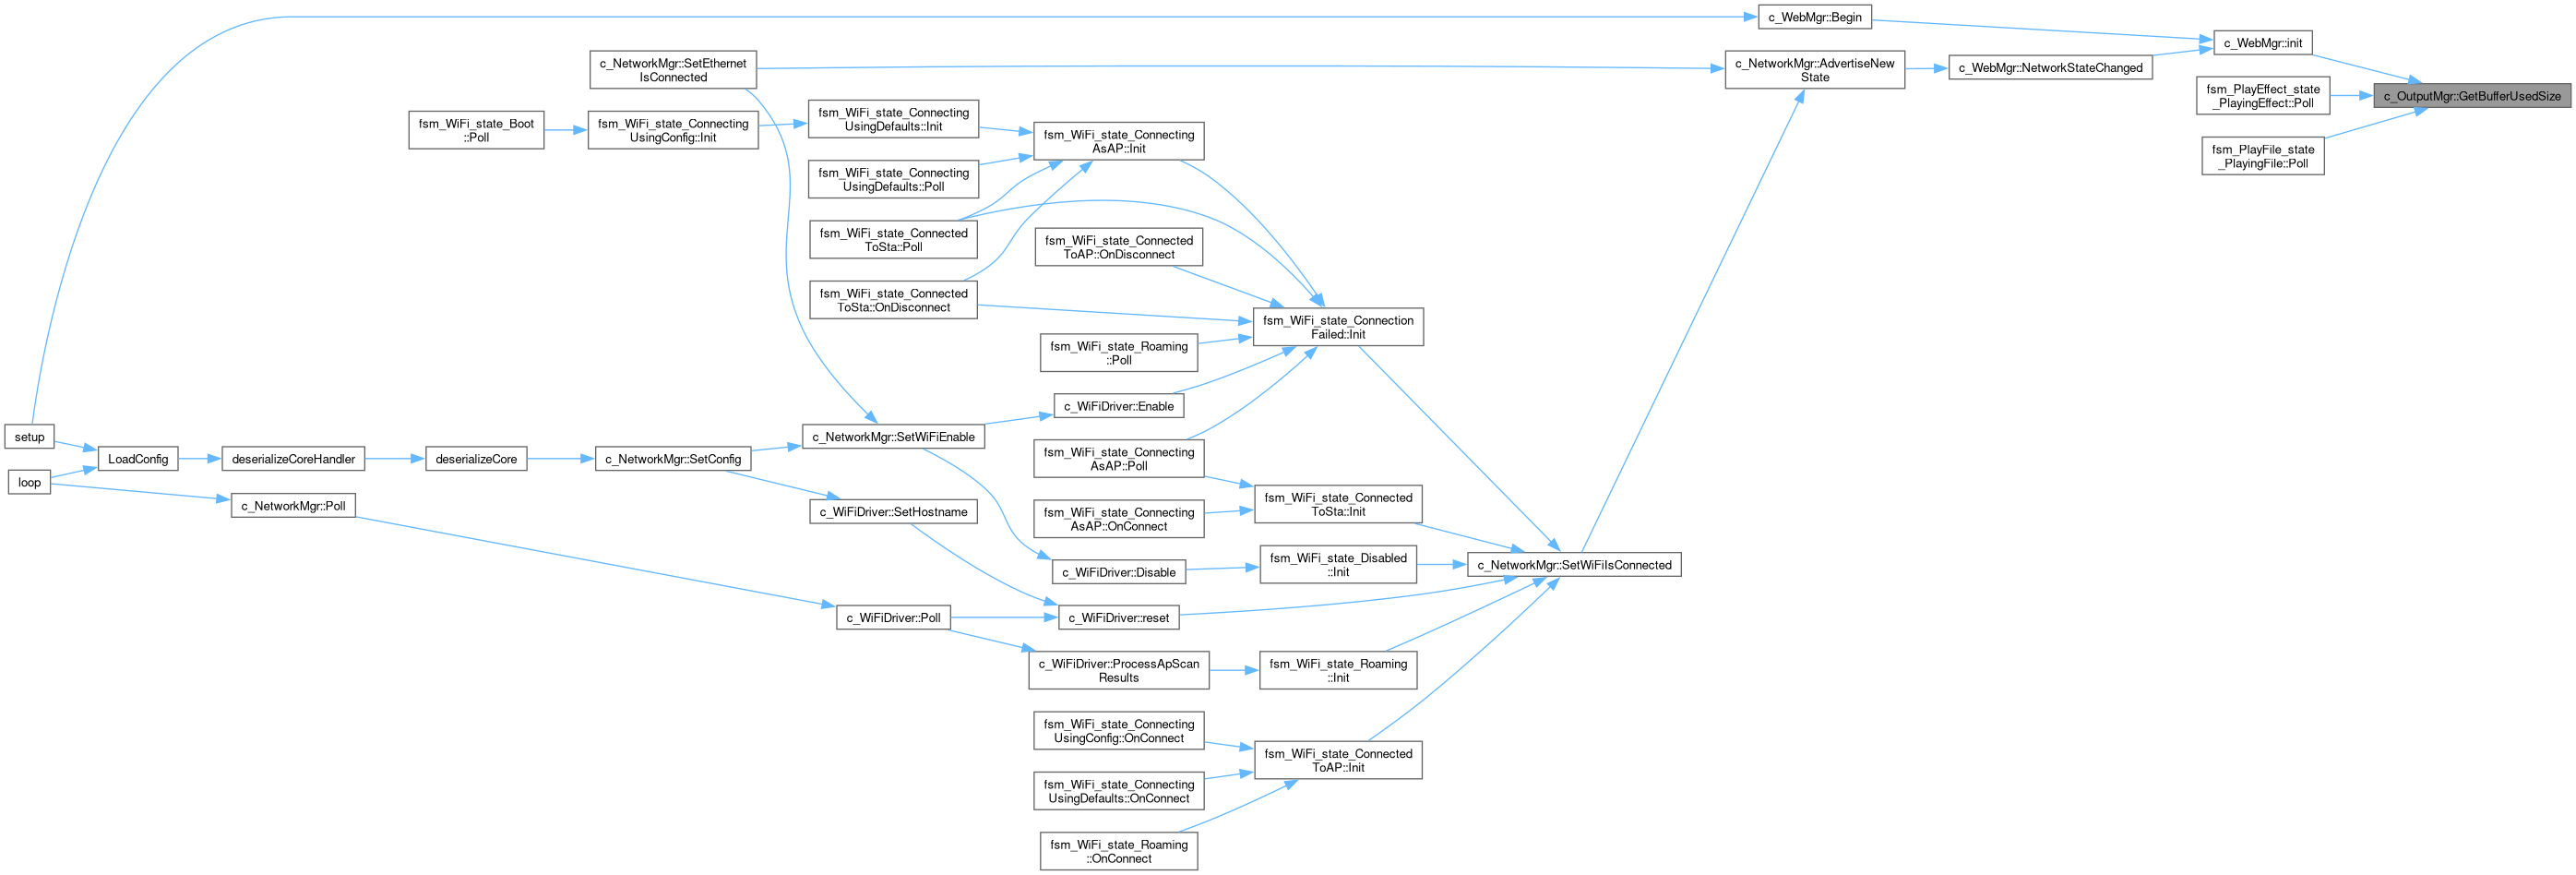 c_WebMgr::Begin
c_WebMgr::init
c_NetworkMgr::SetEthernet
IsConnected
c_NetworkMgr::AdvertiseNew
State
c_WebMgr::NetworkStateChanged
fsm_PlayEffect_state
_PlayingEffect::Poll
c_OutputMgr::GetBufferUsedSize
fsm_WiFi_state_Boot
::Poll
fsm_WiFi_state_Connecting
UsingConfig::Init
fsm_WiFi_state_Connecting
UsingDefaults::Init
fsm_WiFi_state_Connecting
AsAP::Init
fsm_PlayFile_state
_PlayingFile::Poll
fsm_WiFi_state_Connecting
UsingDefaults::Poll
fsm_WiFi_state_Connected
ToSta::Poll
fsm_WiFi_state_Connected
ToAP::OnDisconnect
fsm_WiFi_state_Connected
ToSta::OnDisconnect
fsm_WiFi_state_Connection
Failed::Init
fsm_WiFi_state_Roaming
::Poll
c_WiFiDriver::Enable
setup
c_NetworkMgr::SetWiFiEnable
LoadConfig
deserializeCoreHandler
deserializeCore
c_NetworkMgr::SetConfig
fsm_WiFi_state_Connecting
AsAP::Poll
loop
c_NetworkMgr::Poll
c_WiFiDriver::SetHostname
fsm_WiFi_state_Connecting
AsAP::OnConnect
fsm_WiFi_state_Connected
ToSta::Init
c_WiFiDriver::Disable
fsm_WiFi_state_Disabled
::Init
c_NetworkMgr::SetWiFiIsConnected
c_WiFiDriver::Poll
c_WiFiDriver::reset
c_WiFiDriver::ProcessApScan
Results
fsm_WiFi_state_Roaming
::Init
fsm_WiFi_state_Connecting
UsingConfig::OnConnect
fsm_WiFi_state_Connected
ToAP::Init
fsm_WiFi_state_Connecting
UsingDefaults::OnConnect
fsm_WiFi_state_Roaming
::OnConnect